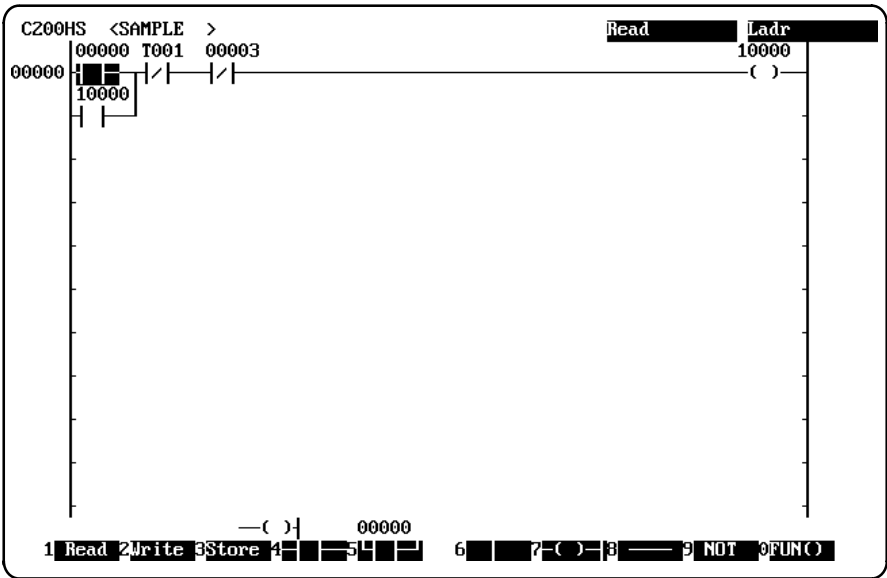 C200HS <SAMPLE > Read Ladr
00000 T001 00003 10000
00000
10000
00000
1 Read 2Write 3Store 4 5 6 7-( )- 8 9 NOT 0FUN()